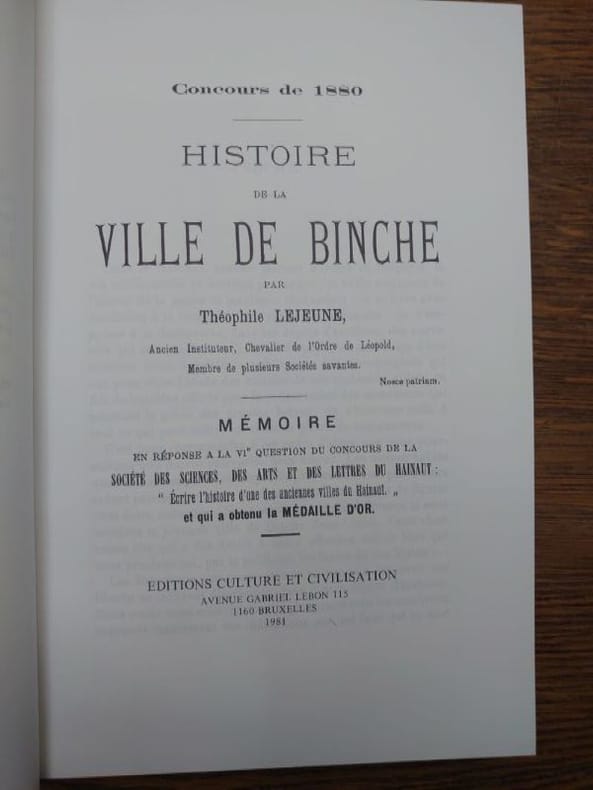 Concours de 1880
HISTOIRE
DE LA
VILLE DE BINCHE
PAR
Théophile LEJEUNE,
Ancien Instituteur, Chevalier de l'Ordre de Léopold,
Membre de plusieurs Sociétés savantes.
Nosce patriam.
MÉMOIRE
EN RÉPONSE A LA VIe QUESTION DU CONCOURS DE LA
SOCIÉTÉ DES SCIENCES, DES ARTS ET DES LETTRES DU HAINAUT :
“ Écrire l'histoire d'une des anciennes villes du Hainaut. „
et qui a obtenu la MÉDAILLE D'OR.
EDITIONS CULTURE ET CIVILISATION
AVENUE GABRIEL LEBON 115
1160 BRUXELLES
1981